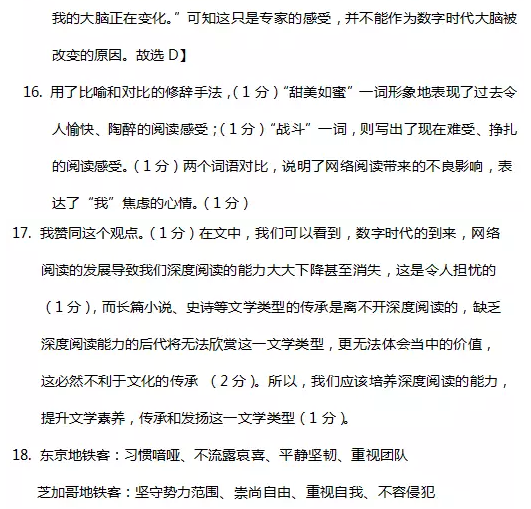 我的大脑正在变化。”可知这只是专家的感受，并不能作为数字时代大脑被
改变的原因。故选 D】
16. 用了比喻和对比的修辞手法，（1 分）“甜美如蜜”一词形象地表现了过去令
人愉快、陶醉的阅读感受；（1 分）“战斗”一词，则写出了现在难受、挣扎
的阅读感受。（1 分）两个词语对比，说明了网络阅读带来的不良影响，表
达了“我”焦虑的心情。（1 分）
17. 我赞同这个观点。（1 分）在文中，我们可以看到，数字时代的到来，网络
阅读的发展导致我们深度阅读的能力大大下降甚至消失，这是令人担忧的
（1 分），而长篇小说、史诗等文学类型的传承是离不开深度阅读的，缺乏
深度阅读能力的后代将无法欣赏这一文学类型，更无法体会当中的价值，
这必然不利于文化的传承 （2 分）。所以，我们应该培养深度阅读的能力，
提升文学素养，传承和发扬这一文学类型（1 分）。
18. 东京地铁客：习惯喑哑、不流露哀喜、平静坚韧、重视团队
芝加哥地铁客：坚守势力范围、崇尚自由、重视自我、不容侵犯